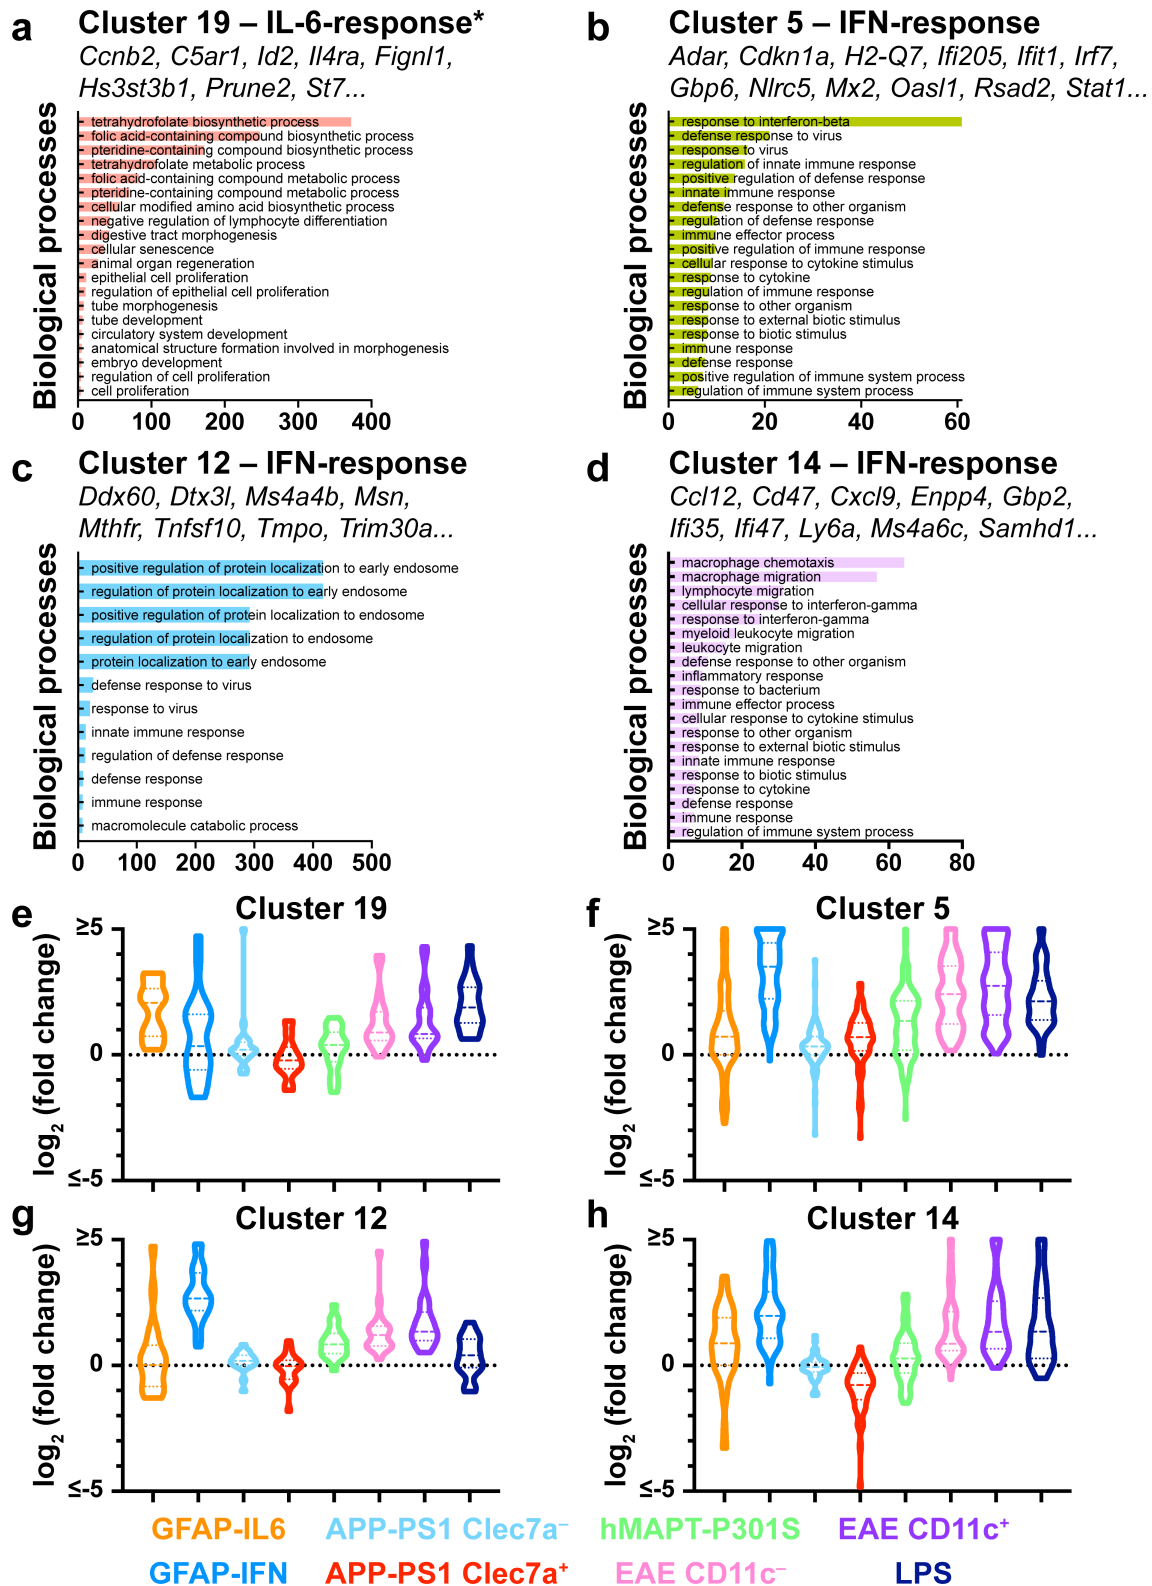 a
Cluster 19 – IL-6-response*
Ccnb2, C5ar1, Id2, Il4ra, Fignl1,
Hs3st3b1, Prune2, St7...
Biological processes
tetrahydrofolate biosynthetic process
folic acid-containing compound biosynthetic process
pteridine-containing compound biosynthetic process
tetrahydrofolate metabolic process
folic acid-containing compound metabolic process
pteridine-containing compound metabolic process
cellular modified amino acid biosynthetic process
negative regulation of lymphocyte differentiation
digestive tract morphogenesis
cellular senescence
animal organ regeneration
epithelial cell proliferation
regulation of epithelial cell proliferation
tube morphogenesis
tube development
circulatory system development
anatomical structure formation involved in morphogenesis
embryo development
regulation of cell proliferation
cell proliferation
0 100 200 300 400
b
Cluster 5 – IFN-response
Adar, Cdkn1a, H2-Q7, Ifi205, Ifit1, Irf7,
Gbp6, Nlrc5, Mx2, Oasl1, Rsad2, Stat1...
Biological processes
response to interferon-beta
defense response to virus
response to virus
regulation of innate immune response
positive regulation of defense response
innate immune response
defense response to other organism
regulation of defense response
immune effector process
positive regulation of immune response
cellular response to cytokine stimulus
response to cytokine
regulation of immune response
response to other organism
response to external biotic stimulus
response to biotic stimulus
immune response
defense response
positive regulation of immune system process
regulation of immune system process
0 20 40 60
c
Cluster 12 – IFN-response
Ddx60, Dtx3l, Ms4a4b, Msn,
Mthfr, Tnfsf10, Tmpo, Trim30a...
Biological processes
positive regulation of protein localization to early endosome
regulation of protein localization to early endosome
positive regulation of protein localization to endosome
regulation of protein localization to endosome
protein localization to early endosome
defense response to virus
response to virus
innate immune response
regulation of defense response
defense response
immune response
macromolecule catabolic process
0 100 200 300 400 500
d
Cluster 14 – IFN-response
Ccl12, Cd47, Cxcl9, Enpp4, Gbp2,
Ifi35, Ifi47, Ly6a, Ms4a6c, Samhd1...
Biological processes
macrophage chemotaxis
macrophage migration
lymphocyte migration
cellular response to interferon-gamma
response to interferon-gamma
myeloid leukocyte migration
leukocyte migration
defense response to other organism
inflammatory response
response to bacterium
immune effector process
cellular response to cytokine stimulus
response to other organism
response to external biotic stimulus
innate immune response
response to biotic stimulus
response to cytokine
defense response
immune response
regulation of immune system process
0 20 40 60 80
e
Cluster 19
log₂ (fold change)
≥5
0
≤-5
f
Cluster 5
log₂ (fold change)
≥5
0
≤-5
g
Cluster 12
log₂ (fold change)
≥5
0
≤-5
h
Cluster 14
log₂ (fold change)
≥5
0
≤-5
GFAP-IL6 APP-PS1 Clec7a⁻ hMAPT-P301S EAE CD11c⁺
GFAP-IFN APP-PS1 Clec7a⁺ EAE CD11c⁻ LPS